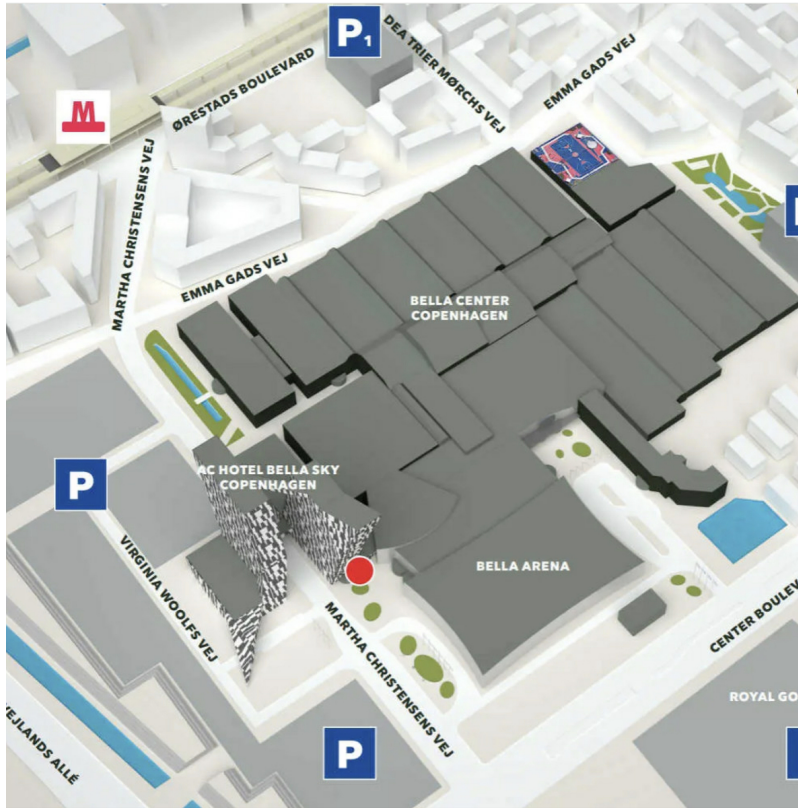 P1
DEA TRIER MØRCHS VEJ
EMMA GADS VEJ
ØRESTADS BOULEVARD
M
MARTHA CHRISTENSENS VEJ
EMMA GADS VEJ
BELLA CENTER
COPENHAGEN
AC HOTEL BELLA SKY
COPENHAGEN
P
VIRGINIA WOOLFS VEJ
BELLA ARENA
MARTHA CHRISTENSENS VEJ
CENTER BOULEV
ROYAL GO
P
VEJLANDS ALLÉ